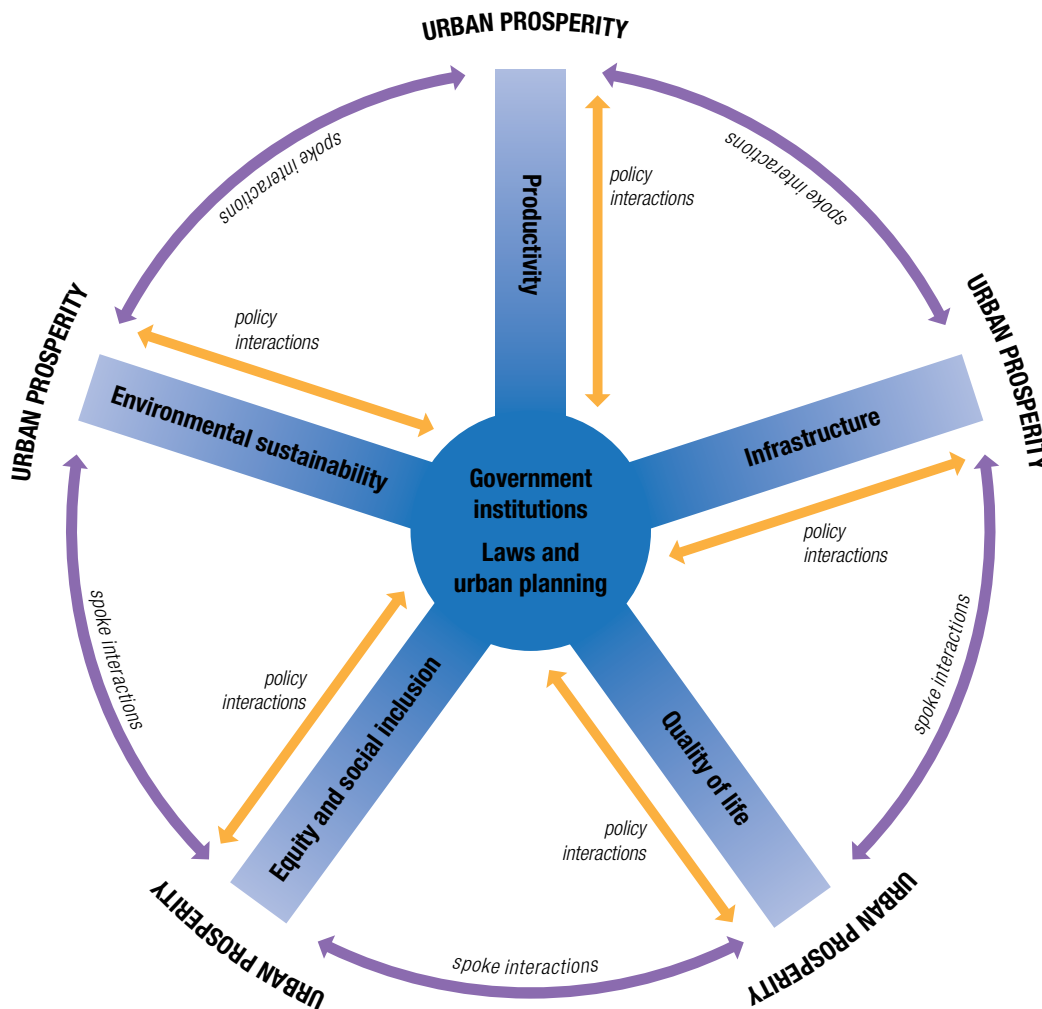 URBAN PROSPERITY
spoke interactions
spoke interactions
policy
interactions
Productivity
URBAN PROSPERITY
URBAN PROSPERITY
policy
interactions
Environmental sustainability
Infrastructure
Government
institutions
Laws and
urban planning
policy
interactions
spoke interactions
spoke interactions
policy
interactions
Equity and social inclusion
Quality of life
policy
interactions
URBAN PROSPERITY
URBAN PROSPERITY
spoke interactions